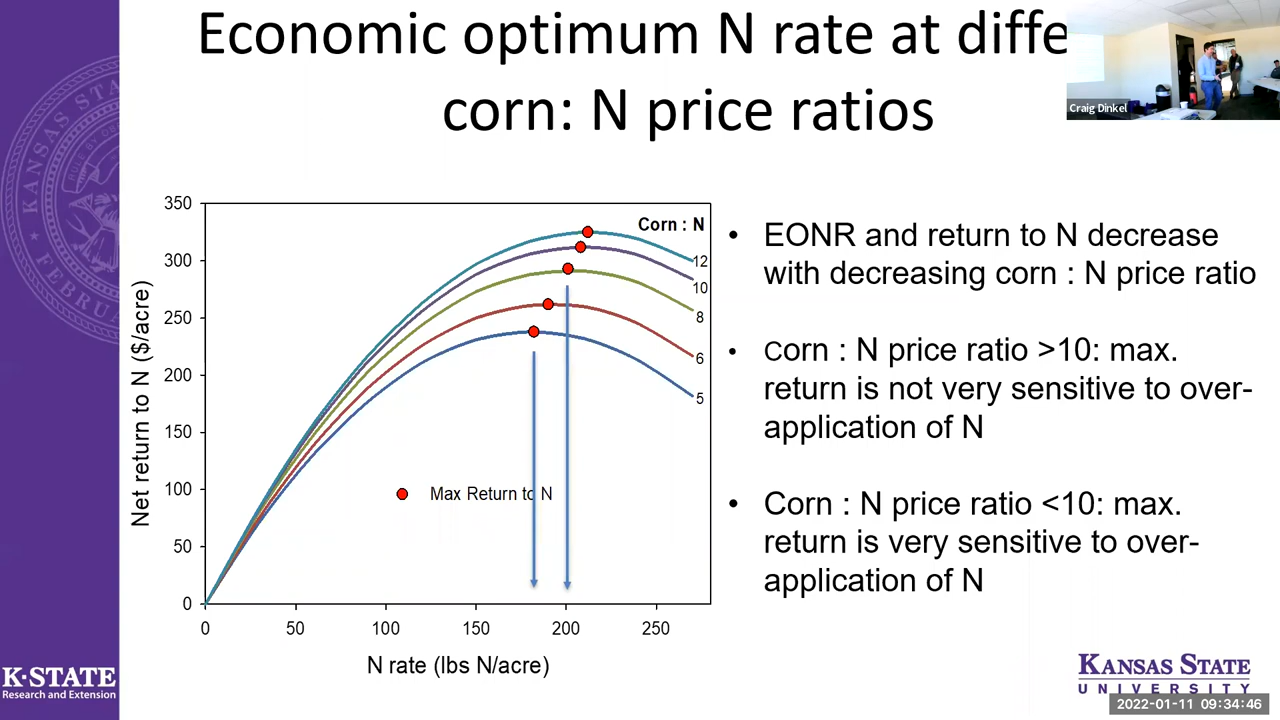 Economic optimum N rate at diffe
corn: N price ratios
Craig Dinkel
KANSAS STA
FEBRUAR
350
300
250
200
150
100
50
0
0
50
100
150
200
250
Net return to N ($/acre)
N rate (lbs N/acre)
Corn : N
12
10
8
6
5
Max Return to N
• EONR and return to N decrease
with decreasing corn : N price ratio
• Corn : N price ratio >10: max.
return is not very sensitive to over-
application of N
• Corn : N price ratio <10: max.
return is very sensitive to over-
application of N
K-STATE
Research and Extension
KANSAS STATE
UNIVERSITY
2022-01-11 09:34:46